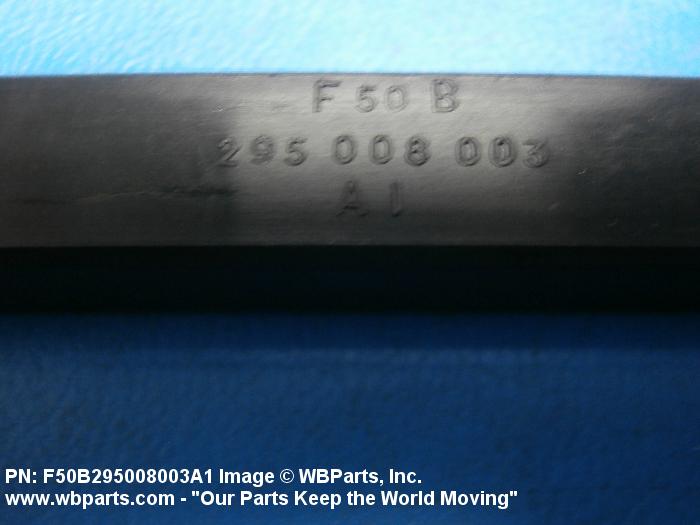 F 50 B
295 008 003
A 1
PN: F50B295008003A1 Image © WBParts, Inc.
www.wbparts.com - "Our Parts Keep the World Moving"